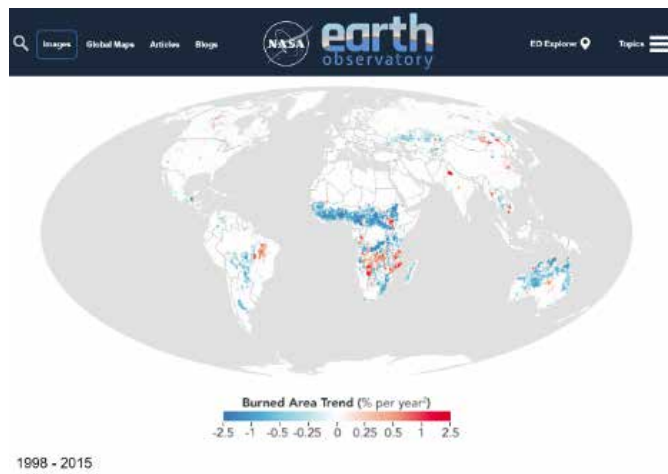 Images Global Maps Articles Blogs NASA earth observatory EO Explorer Topics
Burned Area Trend (% per year²)
-2.5 -1 -0.5 -0.25 0 0.25 0.5 1 2.5
1998 - 2015